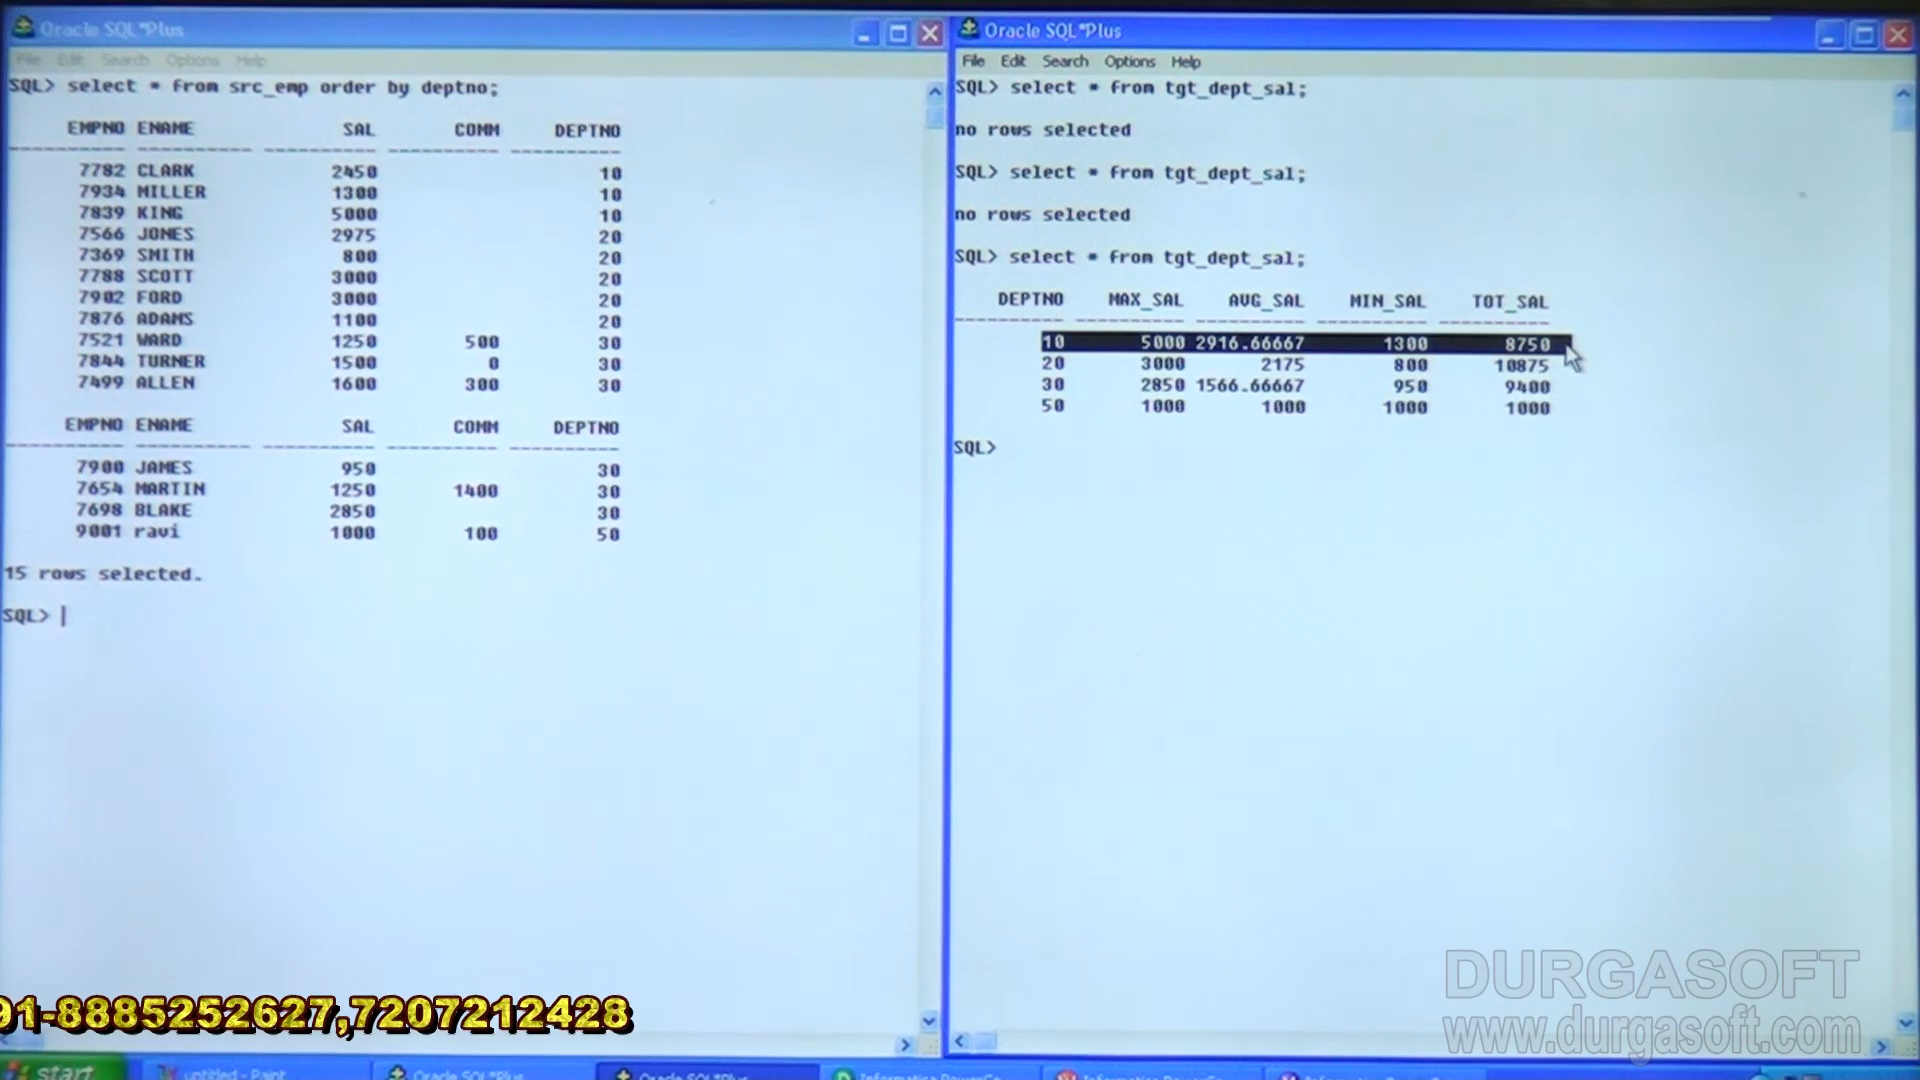 Oracle SQL*Plus
File Edit Search Options Help
SQL> select * from src_emp order by deptno;
EMPNO ENAME SAL COMM DEPTNO
7782 CLARK 2450 10
7934 MILLER 1300 10
7839 KING 5000 10
7566 JONES 2975 20
7369 SMITH 800 20
7788 SCOTT 3000 20
7902 FORD 3000 20
7876 ADAMS 1100 20
7521 WARD 1250 500 30
7844 TURNER 1500 0 30
7499 ALLEN 1600 300 30
EMPNO ENAME SAL COMM DEPTNO
7900 JAMES 950 30
7654 MARTIN 1250 1400 30
7698 BLAKE 2850 30
9001 ravi 1000 100 50
15 rows selected.
SQL>
Oracle SQL*Plus
File Edit Search Options Help
SQL> select * from tgt_dept_sal;
no rows selected
SQL> select * from tgt_dept_sal;
no rows selected
SQL> select * from tgt_dept_sal;
DEPTNO MAX_SAL AVG_SAL MIN_SAL TOT_SAL
10 5000 2916.66667 1300 8750
20 3000 2175 800 10875
30 2850 1566.66667 950 9400
50 1000 1000 1000 1000
SQL>
DURGASOFT
www.durgasoft.com
91-8885252627,7207212428
start untitled - Paint Oracle SQL*Plus Oracle SQL*Plus